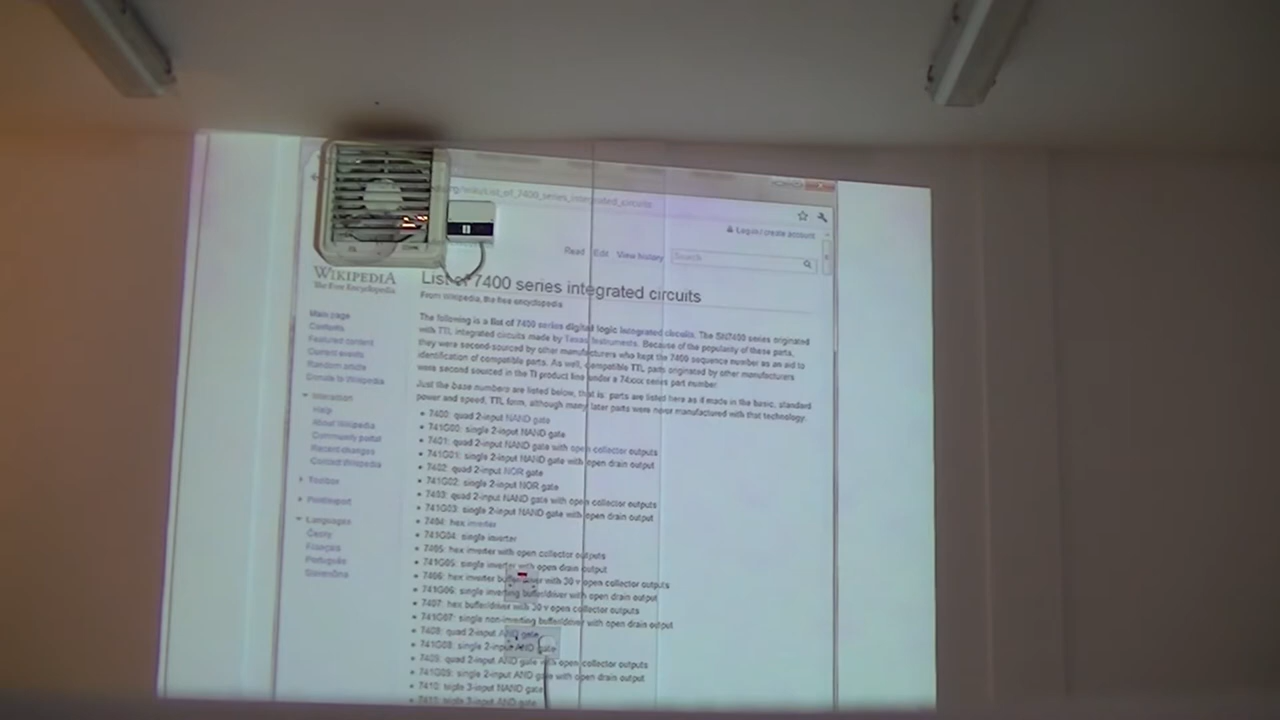 org/wiki/List_of_7400_series_integrated_circuits
Log in / create account
Read Edit View history
Search
WIKIPEDIA
The Free Encyclopedia
List of 7400 series integrated circuits
From Wikipedia, the free encyclopedia
Main page
Contents
Featured content
Current events
Random article
Donate to Wikipedia
Interaction
Help
About Wikipedia
Community portal
Recent changes
Contact Wikipedia
Toolbox
Print/export
Languages
Česky
Français
Português
Slovenčina
The following is a list of 7400 series digital logic integrated circuits. The SN7400 series originated
with TTL integrated circuits made by Texas Instruments. Because of the popularity of these parts,
they were second-sourced by other manufacturers who kept the 7400 sequence number as an aid to
identification of compatible parts. As well, compatible TTL parts originated by other manufacturers
were second sourced in the TI product line under a 74xxx series part number.
Just the base numbers are listed below, that is: parts are listed here as if made in the basic, standard
power and speed, TTL form, although many later parts were never manufactured with that technology.
7400: quad 2-input NAND gate
741G00: single 2-input NAND gate
7401: quad 2-input NAND gate with open collector outputs
741G01: single 2-input NAND gate with open drain output
7402: quad 2-input NOR gate
741G02: single 2-input NOR gate
7403: quad 2-input NAND gate with open collector outputs
741G03: single 2-input NAND gate with open drain output
7404: hex inverter
741G04: single inverter
7405: hex inverter with open collector outputs
741G05: single inverter with open drain output
7406: hex inverter buffer/driver with 30 v open collector outputs
741G06: single inverting buffer/driver with open drain output
7407: hex buffer/driver with 30 v open collector outputs
741G07: single non-inverting buffer/driver with open drain output
7408: quad 2-input AND gate
741G08: single 2-input AND gate
7409: quad 2-input AND gate with open collector outputs
741G09: single 2-input AND gate with open drain output
7410: triple 3-input NAND gate
7411: triple 3-input AND gate